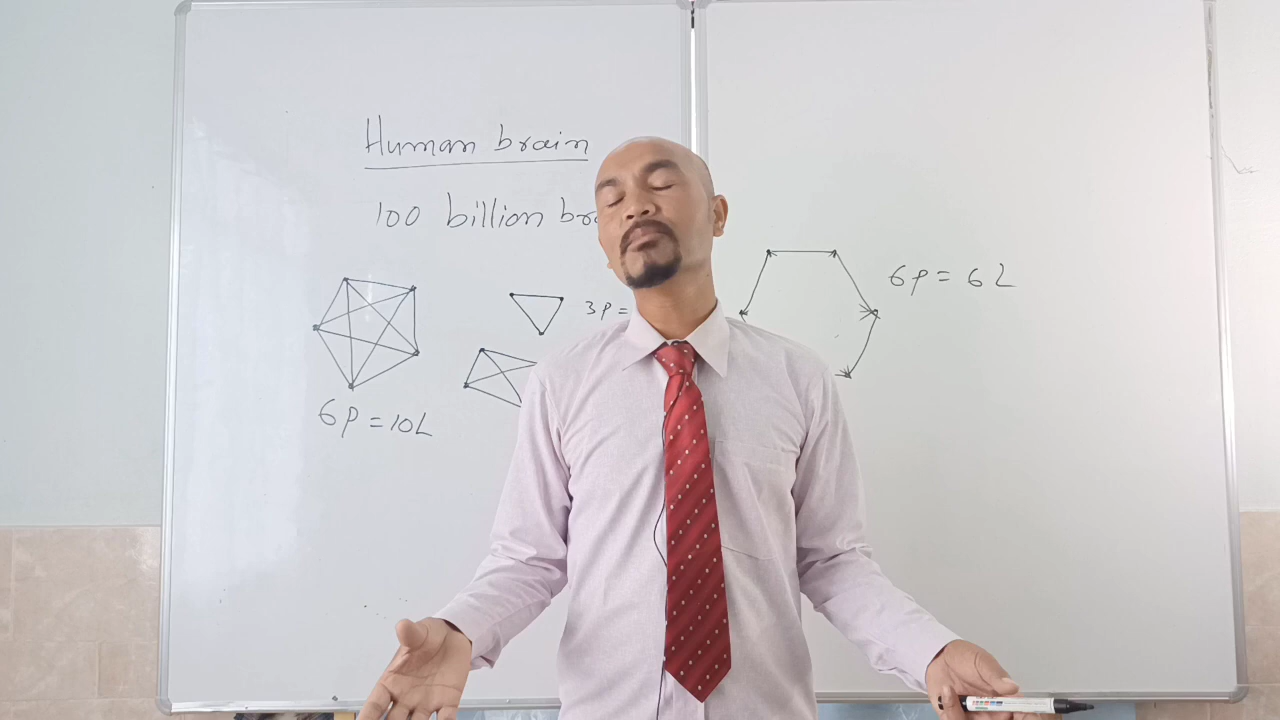 Human brain
100 billion
3P =
6P = 6L
6P = 10L